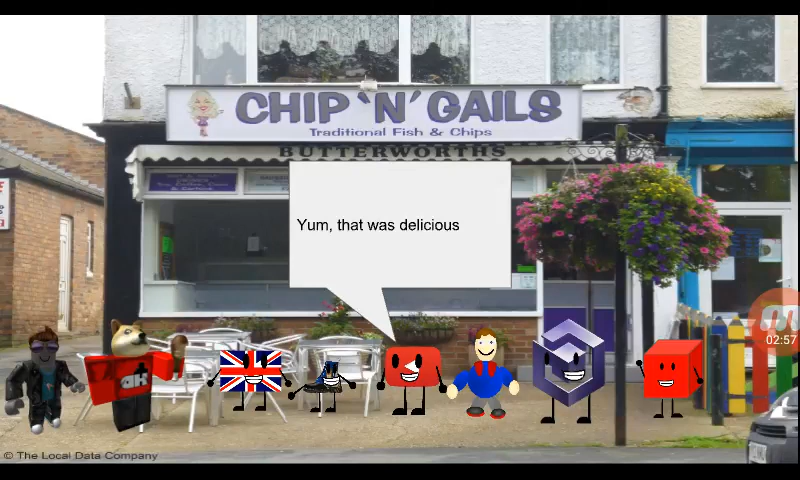 CHIP 'N' GAILS
Traditional Fish & Chips
BUTTERWORTHS
Yum, that was delicious
02:57
© The Local Data Company